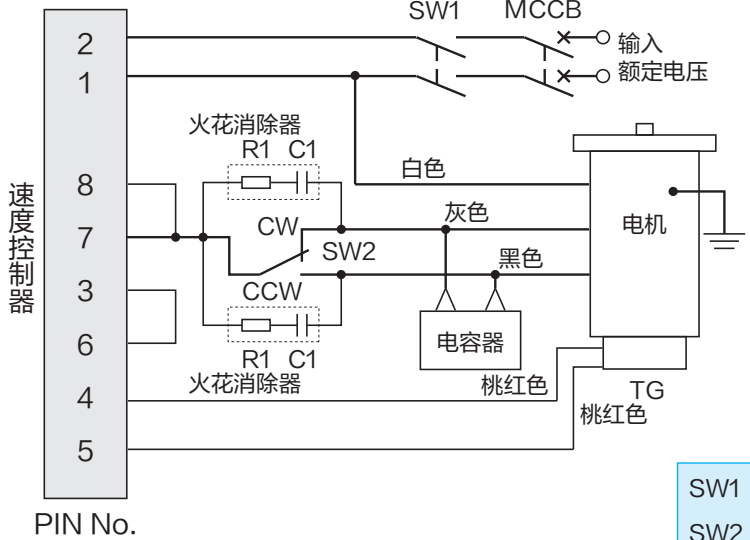 SW1
MCCB
2
输入
额定电压
1
火花消除器
R1 C1
白色
8
灰色
速度控制器
7
CW
SW2
电机
黑色
3
CCW
6
电容器
R1 C1
火花消除器
桃红色
TG
4
桃红色
5
SW1
SW2
PIN No.